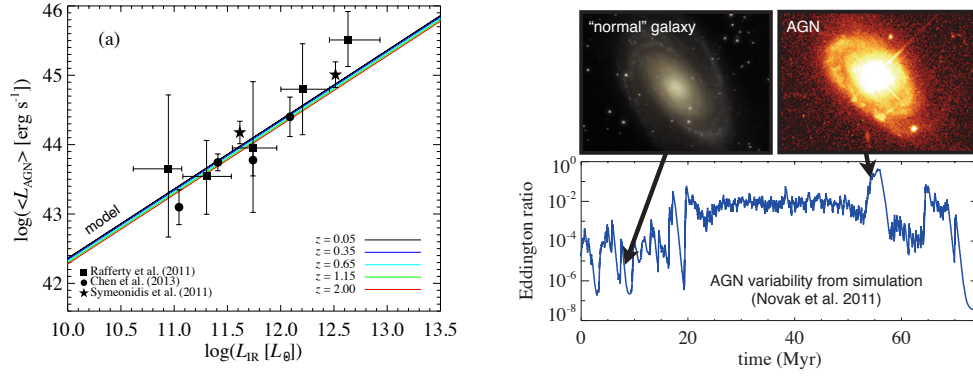 (a)
log(<L_AGN> [erg s^-1])
46
45
44
43
42
model
Rafferty et al. (2011)
Chen et al. (2013)
Symeonidis et al. (2011)
z = 0.05
z = 0.35
z = 0.65
z = 1.15
z = 2.00
10.0 10.5 11.0 11.5 12.0 12.5 13.0 13.5
log(L_IR [L_⊙])
“normal” galaxy
AGN
Eddington ratio
10^0
10^-2
10^-4
10^-6
10^-8
AGN variability from simulation
(Novak et al. 2011)
0 20 40 60
time (Myr)